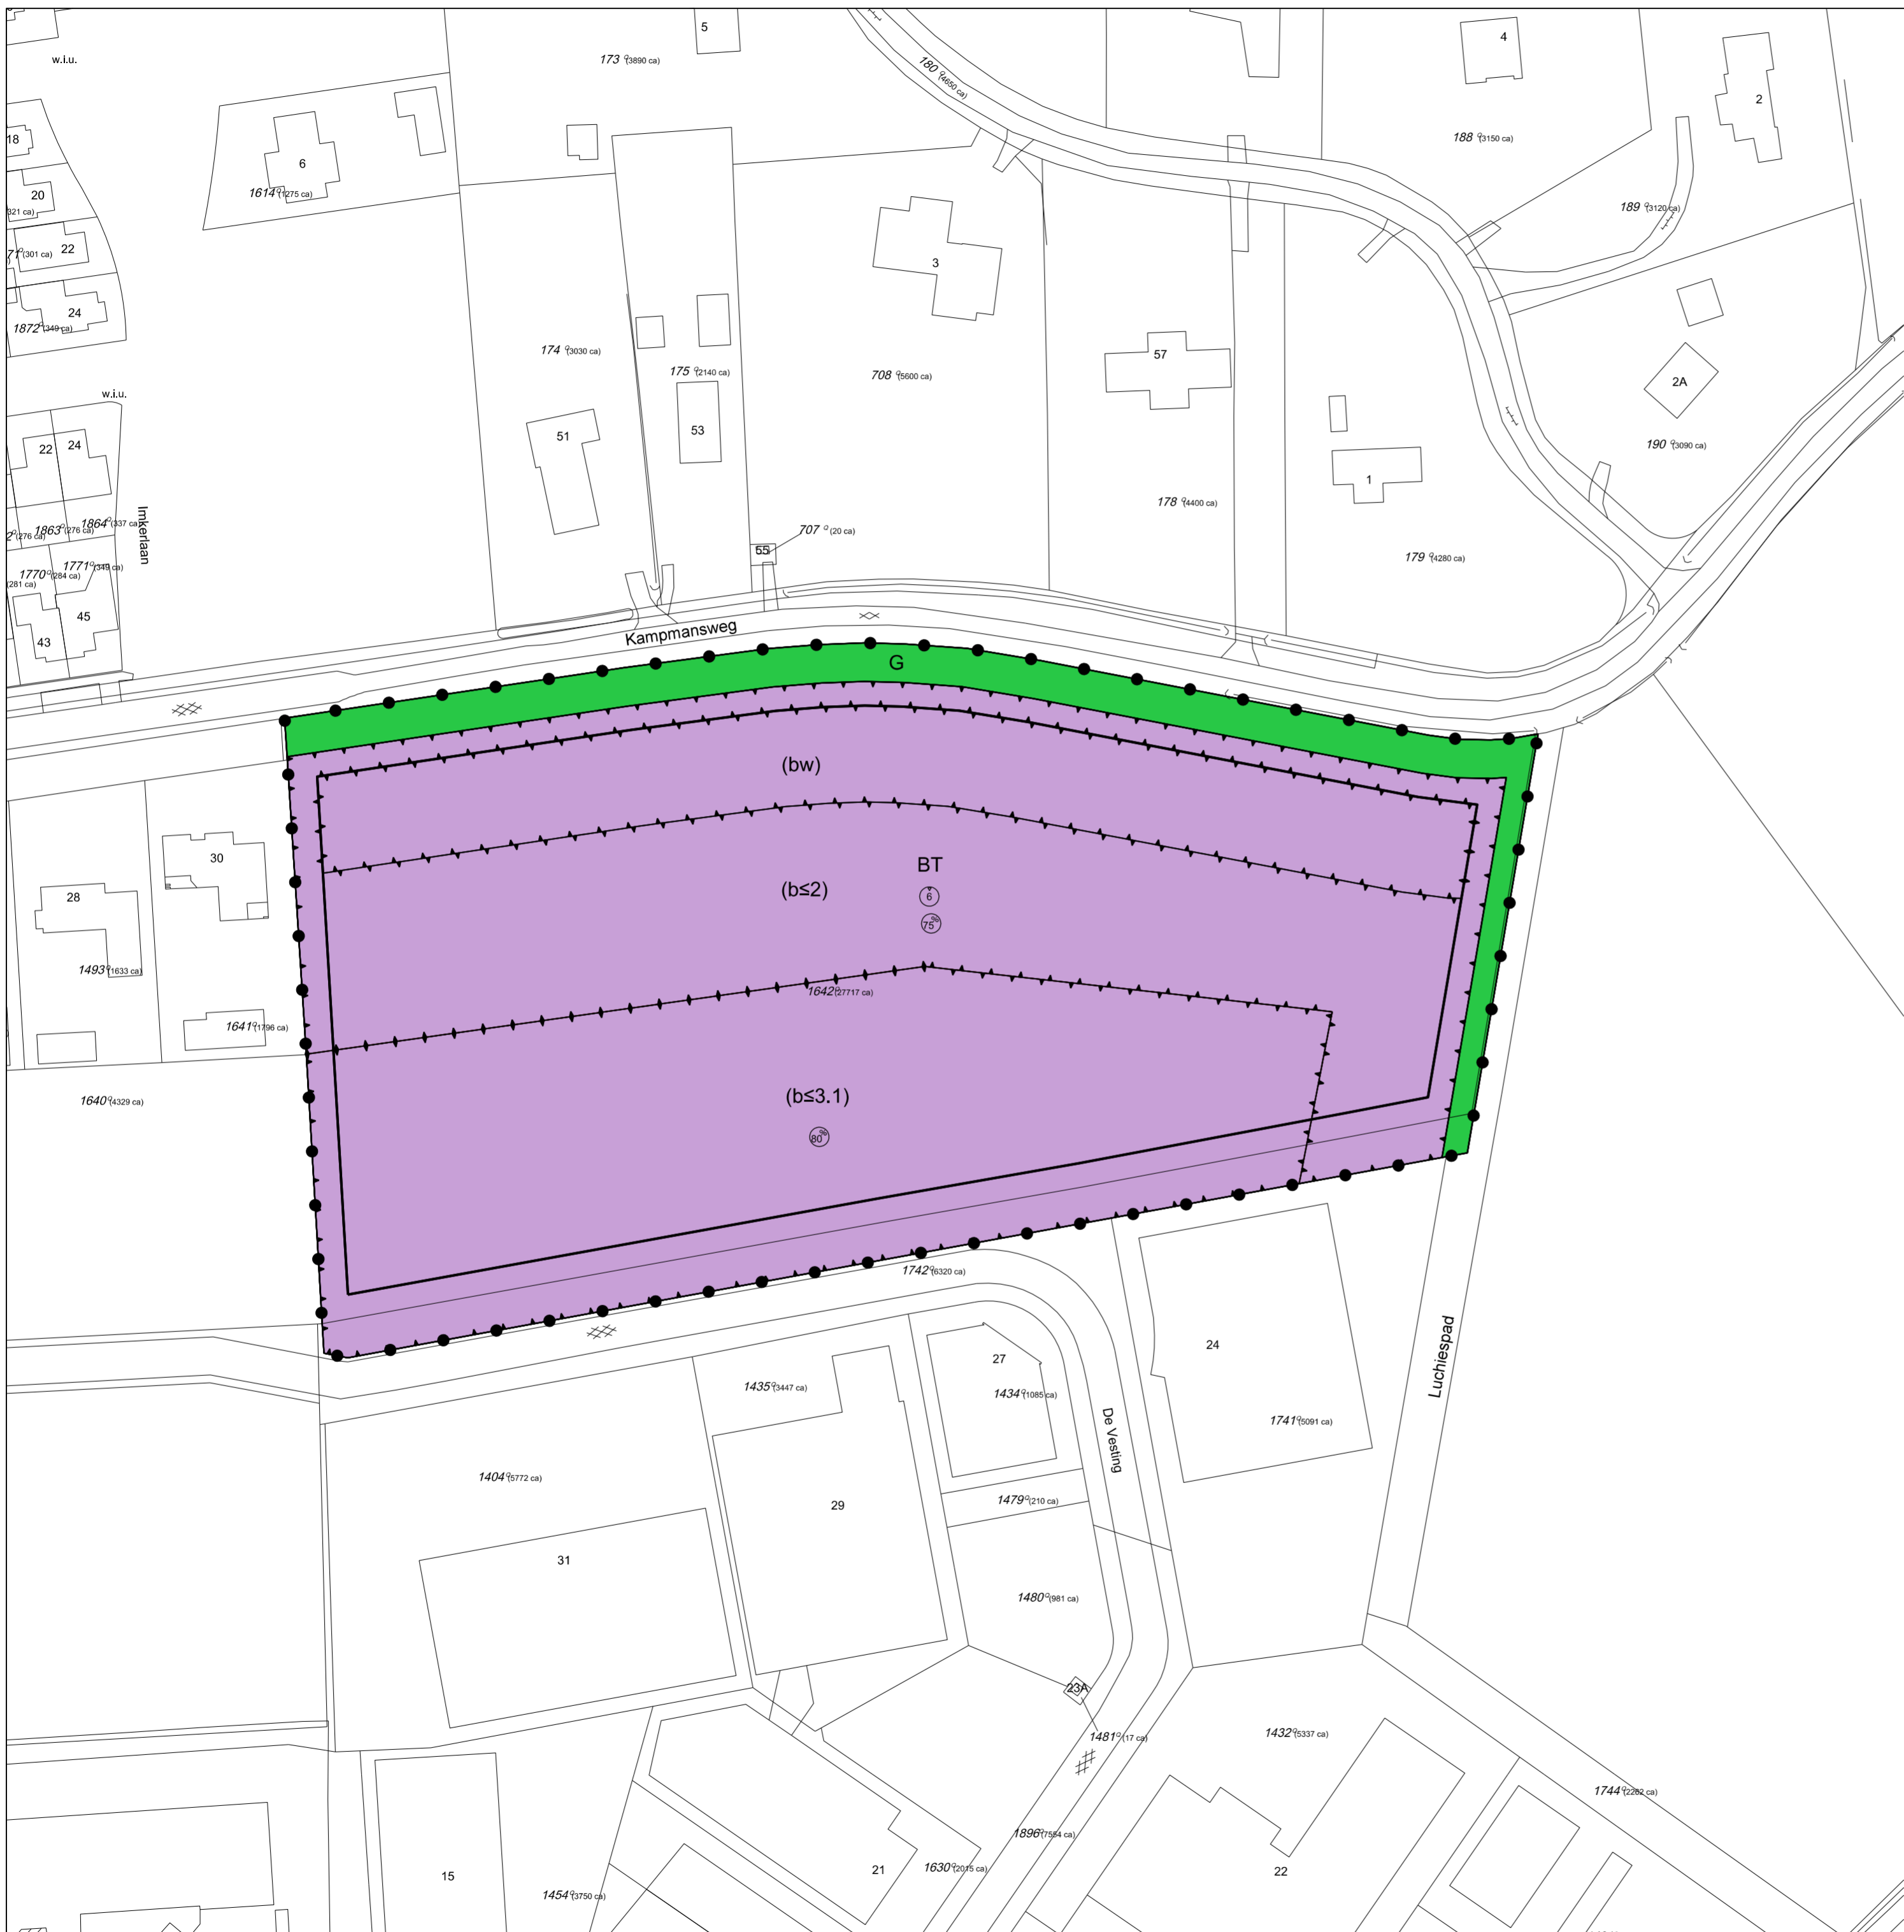 w.i.u.
5
173 (3890 ca)
180 (4650 ca)
4
2
18
6
1614 (1275 ca)
188 (3150 ca)
20
321 ca)
189 (3120 ca)
71 (301 ca)
22
3
24
1872 (349 ca)
174 (3030 ca)
175 (2140 ca)
708 (5600 ca)
57
2A
w.i.u.
22
24
51
53
1
190 (3090 ca)
178 (4400 ca)
Imkerlaan
2 (276 ca)
1863 (276 ca)
1864 (337 ca)
707 (20 ca)
55
179 (4280 ca)
(281 ca)
1770 (284 ca)
1771 (349 ca)
43
45
Kampmansweg
G
(bw)
30
BT
28
(b≤2)
6
75 %
1493 (1633 ca)
1642 (27717 ca)
1641 (1796 ca)
1640 (4329 ca)
(b≤3.1)
80 %
1742 (6320 ca)
27
24
1435 (3447 ca)
1434 (1085 ca)
Luchiespad
1741 (5091 ca)
De Vesting
1404 (5772 ca)
1479 (210 ca)
29
31
1480 (981 ca)
23A
1481 (17 ca)
1432 (5337 ca)
1744 (2262 ca)
1896 (7554 ca)
15
21
1630 (2015 ca)
22
1454 (3750 ca)